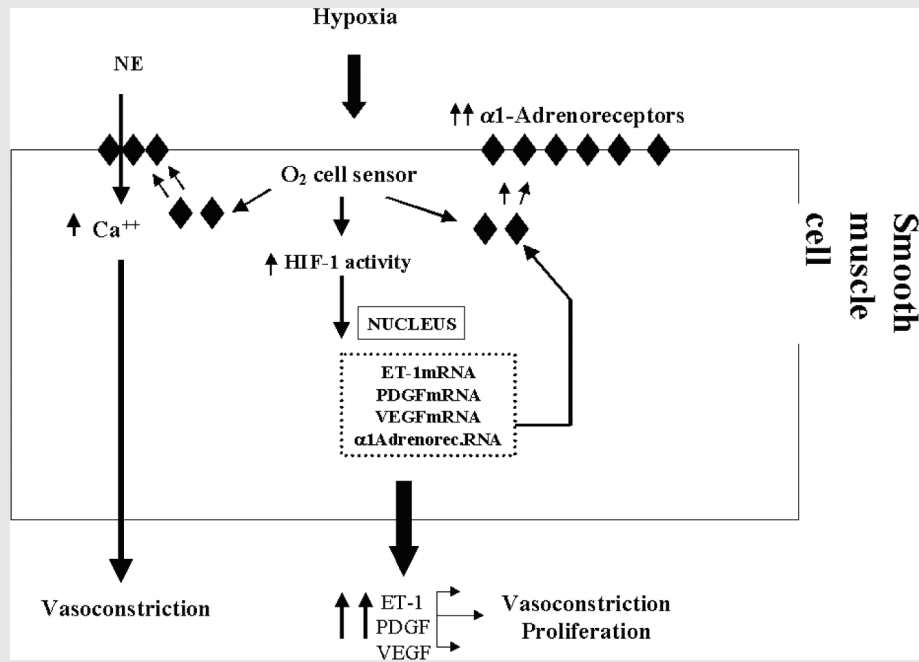 Hypoxia
NE
↑↑ α1-Adrenoreceptors
O₂ cell sensor
↑ Ca⁺⁺
↑ HIF-1 activity
NUCLEUS
ET-1mRNA
PDGFmRNA
VEGFmRNA
α1Adrenorec.RNA
Smooth
muscle
cell
Vasoconstriction
ET-1
PDGF
VEGF
Vasoconstriction
Proliferation